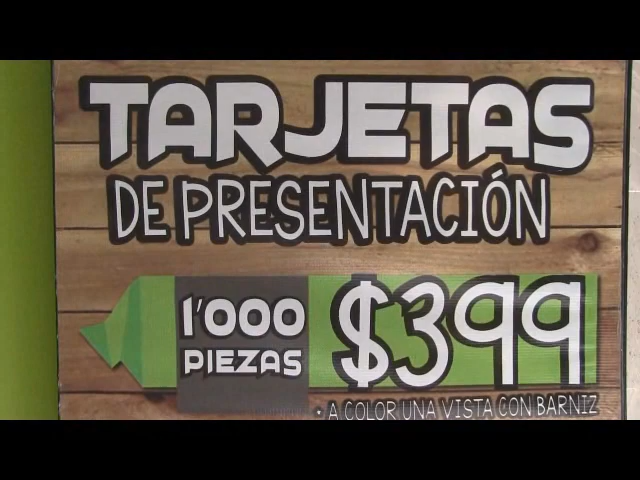 TARJETAS
DE PRESENTACIÓN
1'000
PIEZAS
$399
• A COLOR UNA VISTA CON BARNIZ